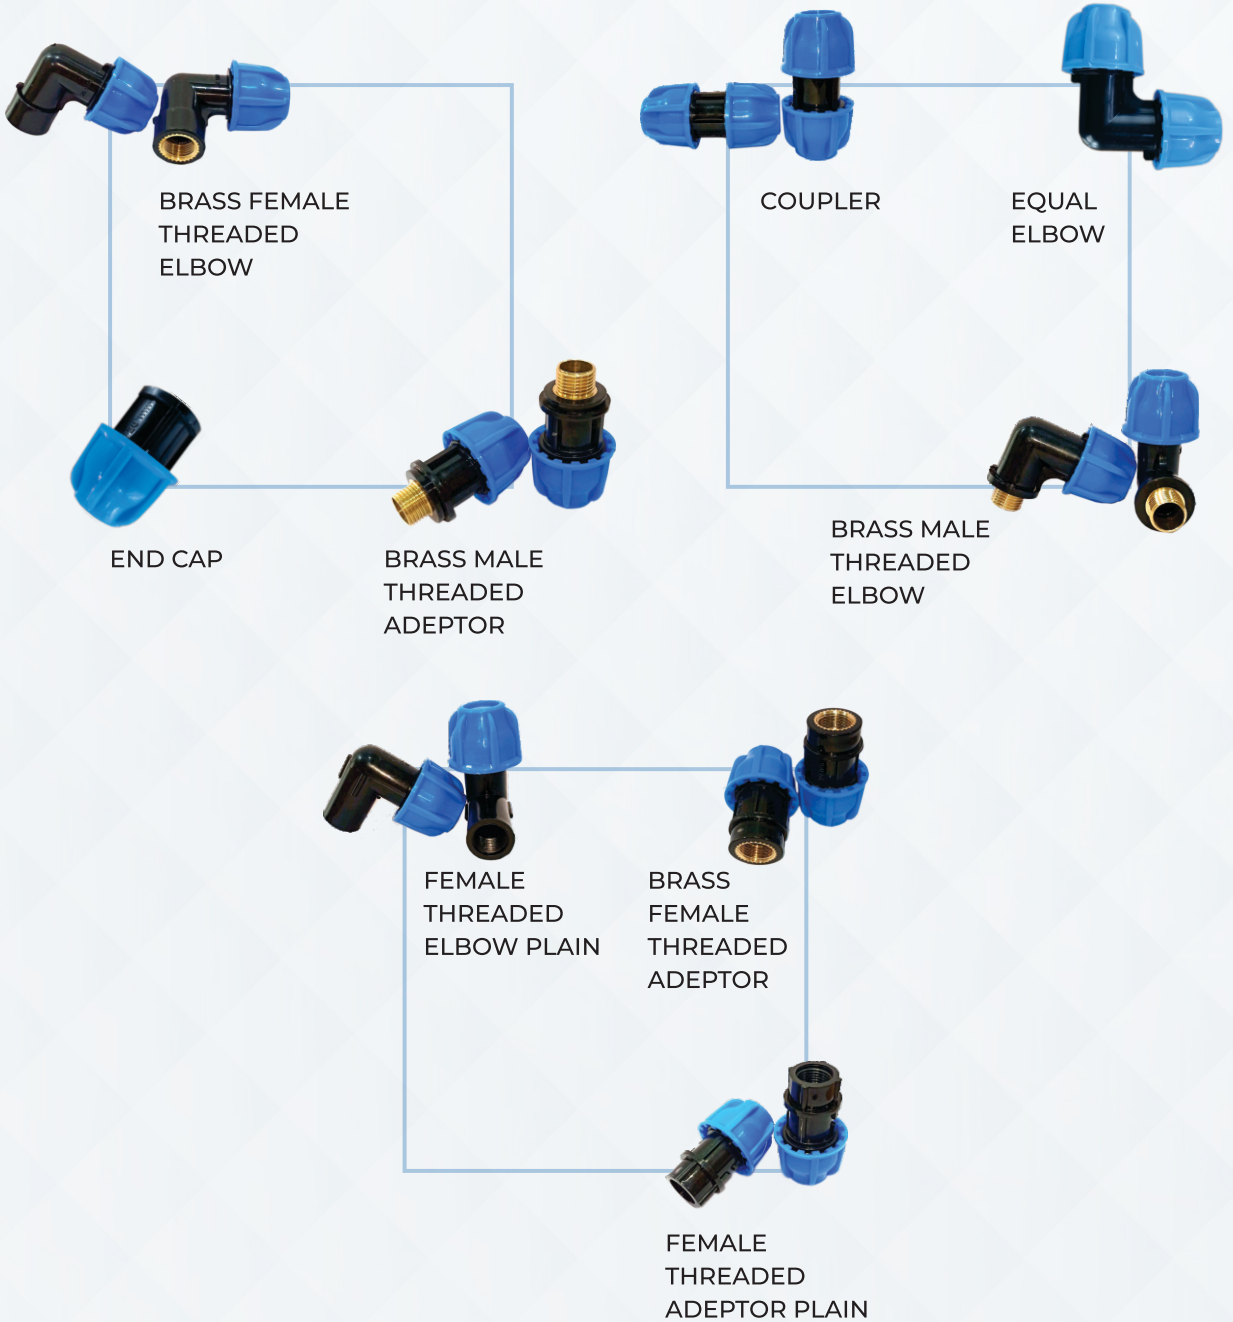 BRASS FEMALE
THREADED
ELBOW
COUPLER
EQUAL
ELBOW
END CAP
BRASS MALE
THREADED
ADEPTOR
BRASS MALE
THREADED
ELBOW
FEMALE
THREADED
ELBOW PLAIN
BRASS
FEMALE
THREADED
ADEPTOR
FEMALE
THREADED
ADEPTOR PLAIN